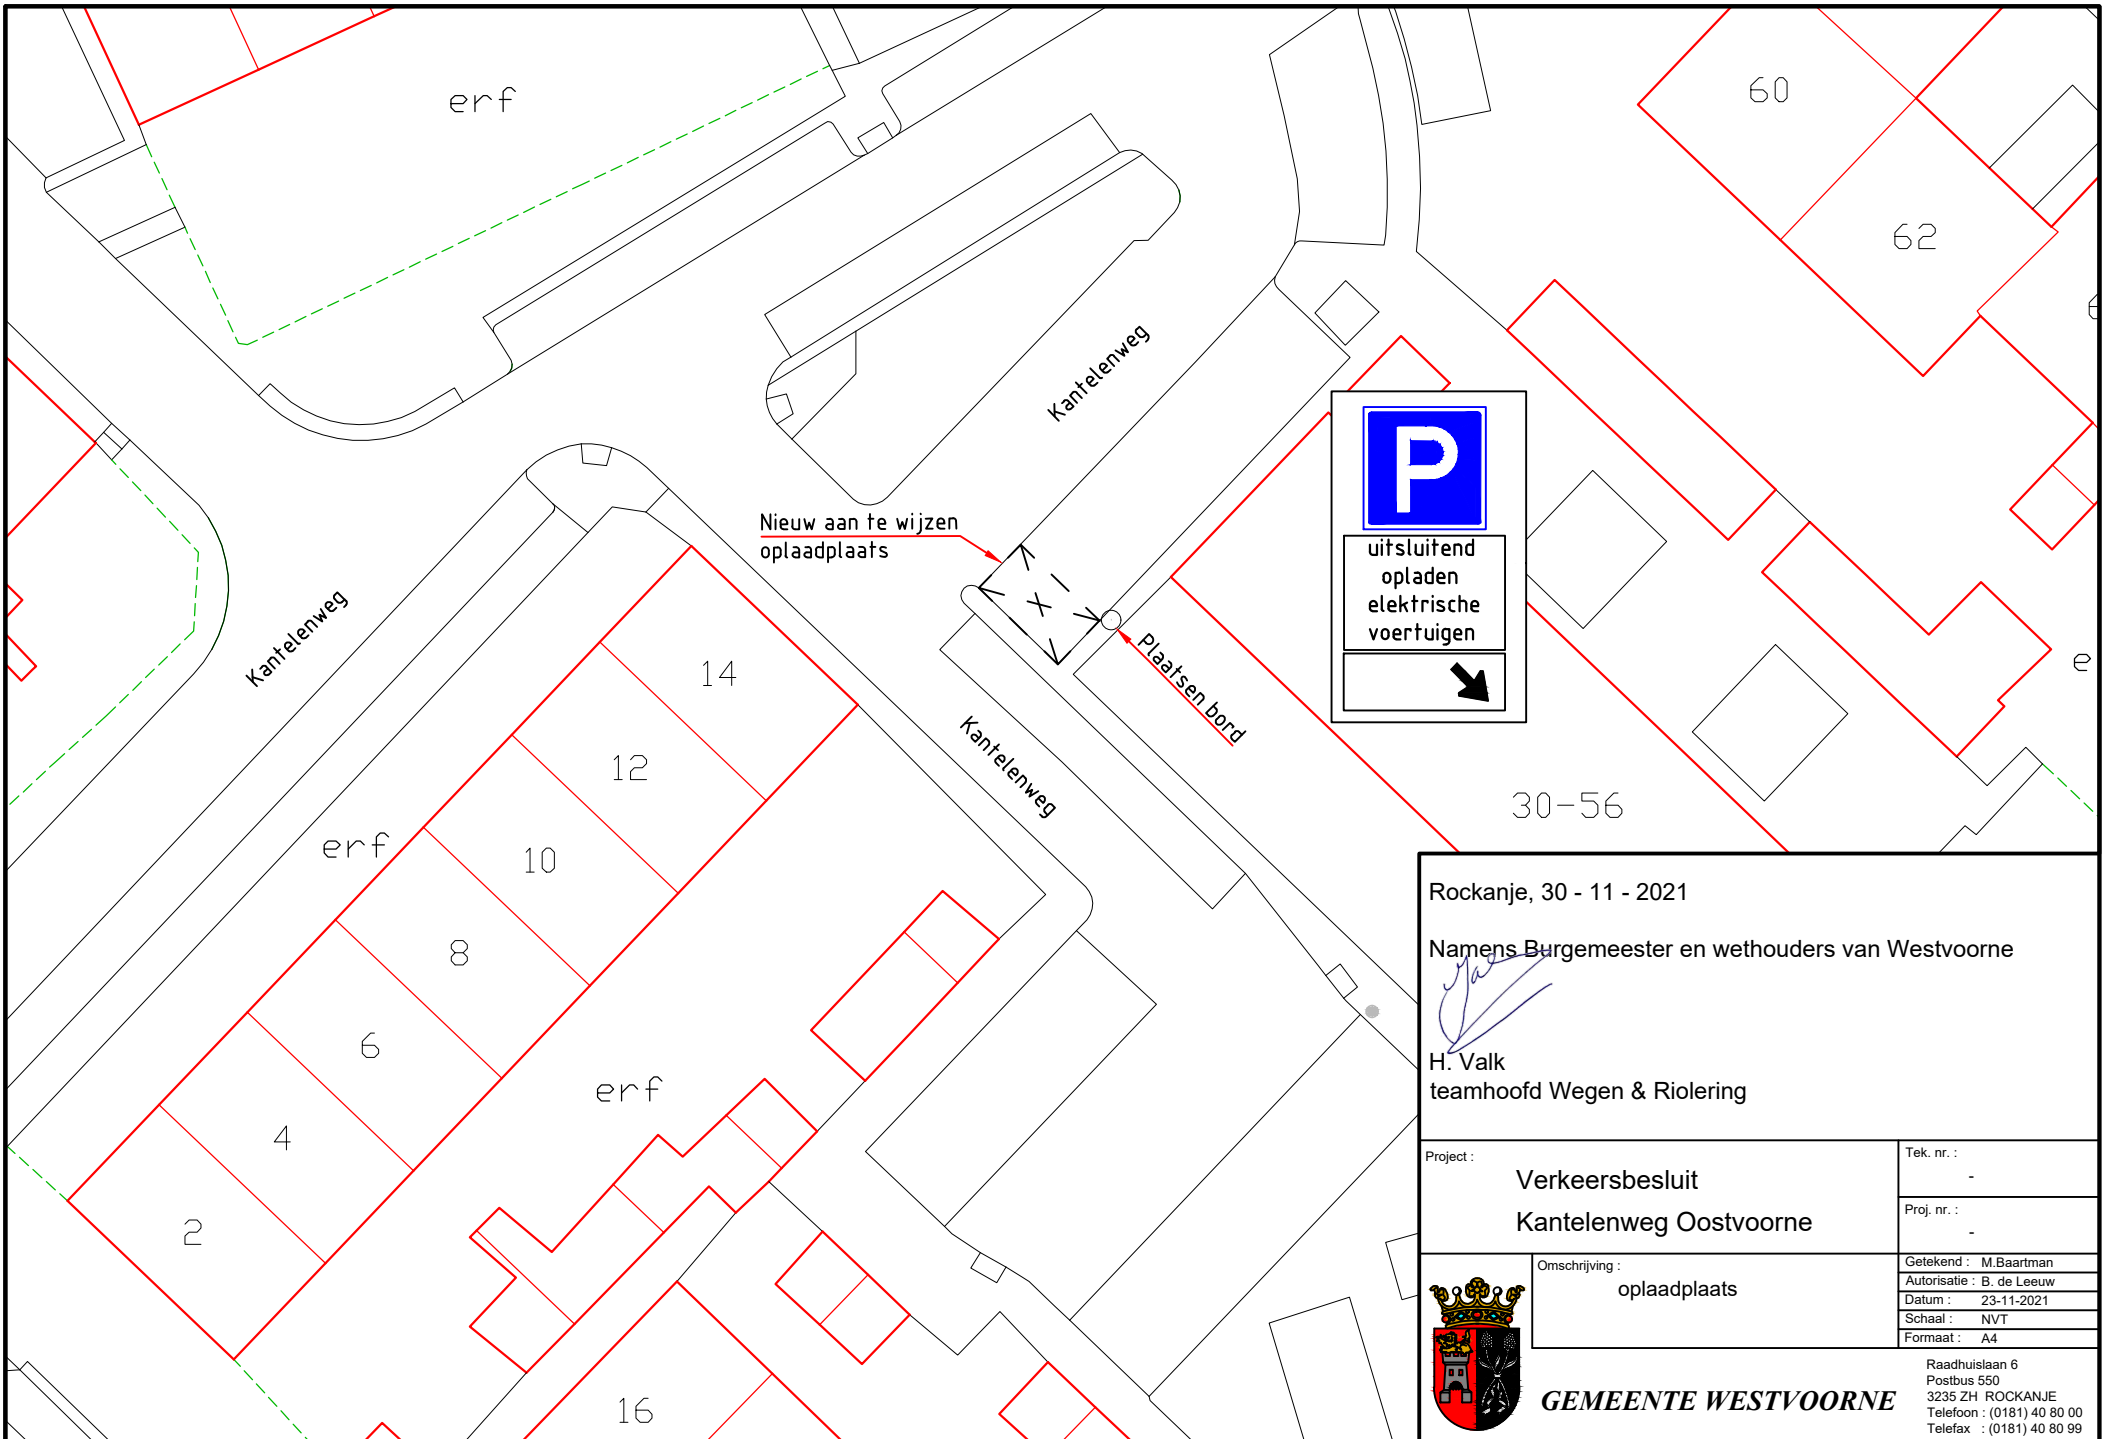 erf
60
62
e
Kantelenweg
P
uitsluitend
opladen
elektrische
voertuigen
Nieuw aan te wijzen
oplaadplaats
Plaatsen bord
Kantelenweg
Kantelenweg
14
12
10
8
6
4
2
erf
erf
16
30-56
e
Rockanje, 30 - 11 - 2021
Namens Burgemeester en wethouders van Westvoorne
H. Valk
teamhoofd Wegen & Riolering
Project :
Verkeersbesluit
Kantelenweg Oostvoorne
Tek. nr. :
-
Proj. nr. :
-
Omschrijving :
oplaadplaats
Getekend : M.Baartman
Autorisatie : B. de Leeuw
Datum : 23-11-2021
Schaal : NVT
Formaat : A4
GEMEENTE WESTVOORNE
Raadhuislaan 6
Postbus 550
3235 ZH ROCKANJE
Telefoon : (0181) 40 80 00
Telefax : (0181) 40 80 99